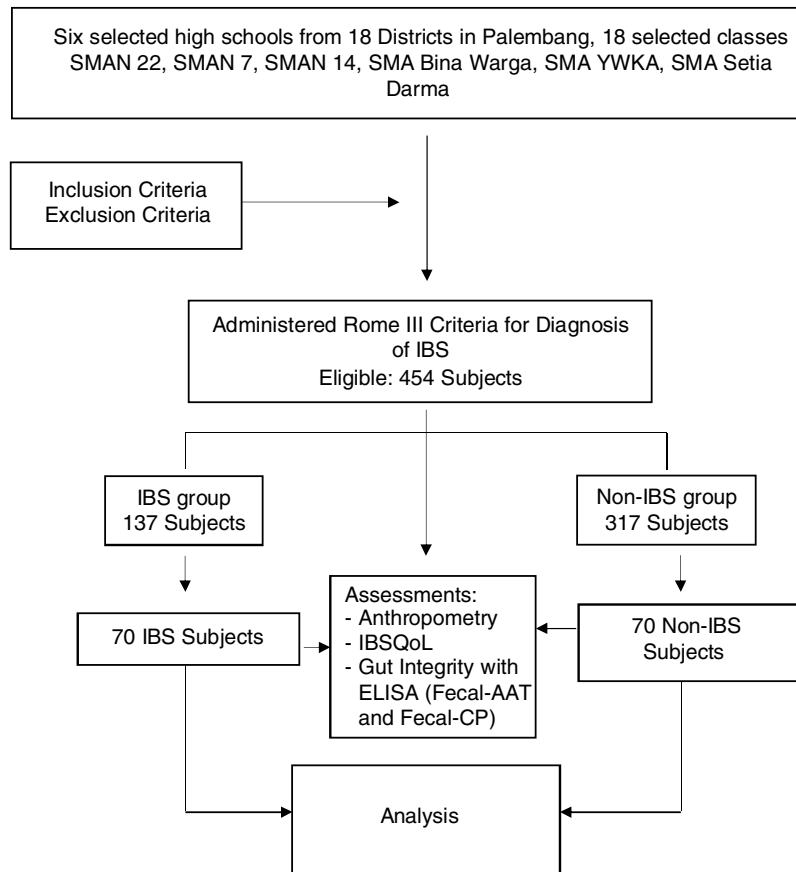 Six selected high schools from 18 Districts in Palembang, 18 selected classes
SMAN 22, SMAN 7, SMAN 14, SMA Bina Warga, SMA YWKA, SMA Setia
Darma
Inclusion Criteria
Exclusion Criteria
Administered Rome III Criteria for Diagnosis
of IBS
Eligible: 454 Subjects
IBS group
137 Subjects
Non-IBS group
317 Subjects
70 IBS Subjects
Assessments:
- Anthropometry
- IBSQoL
- Gut Integrity with
ELISA (Fecal-AAT
and Fecal-CP)
70 Non-IBS
Subjects
Analysis